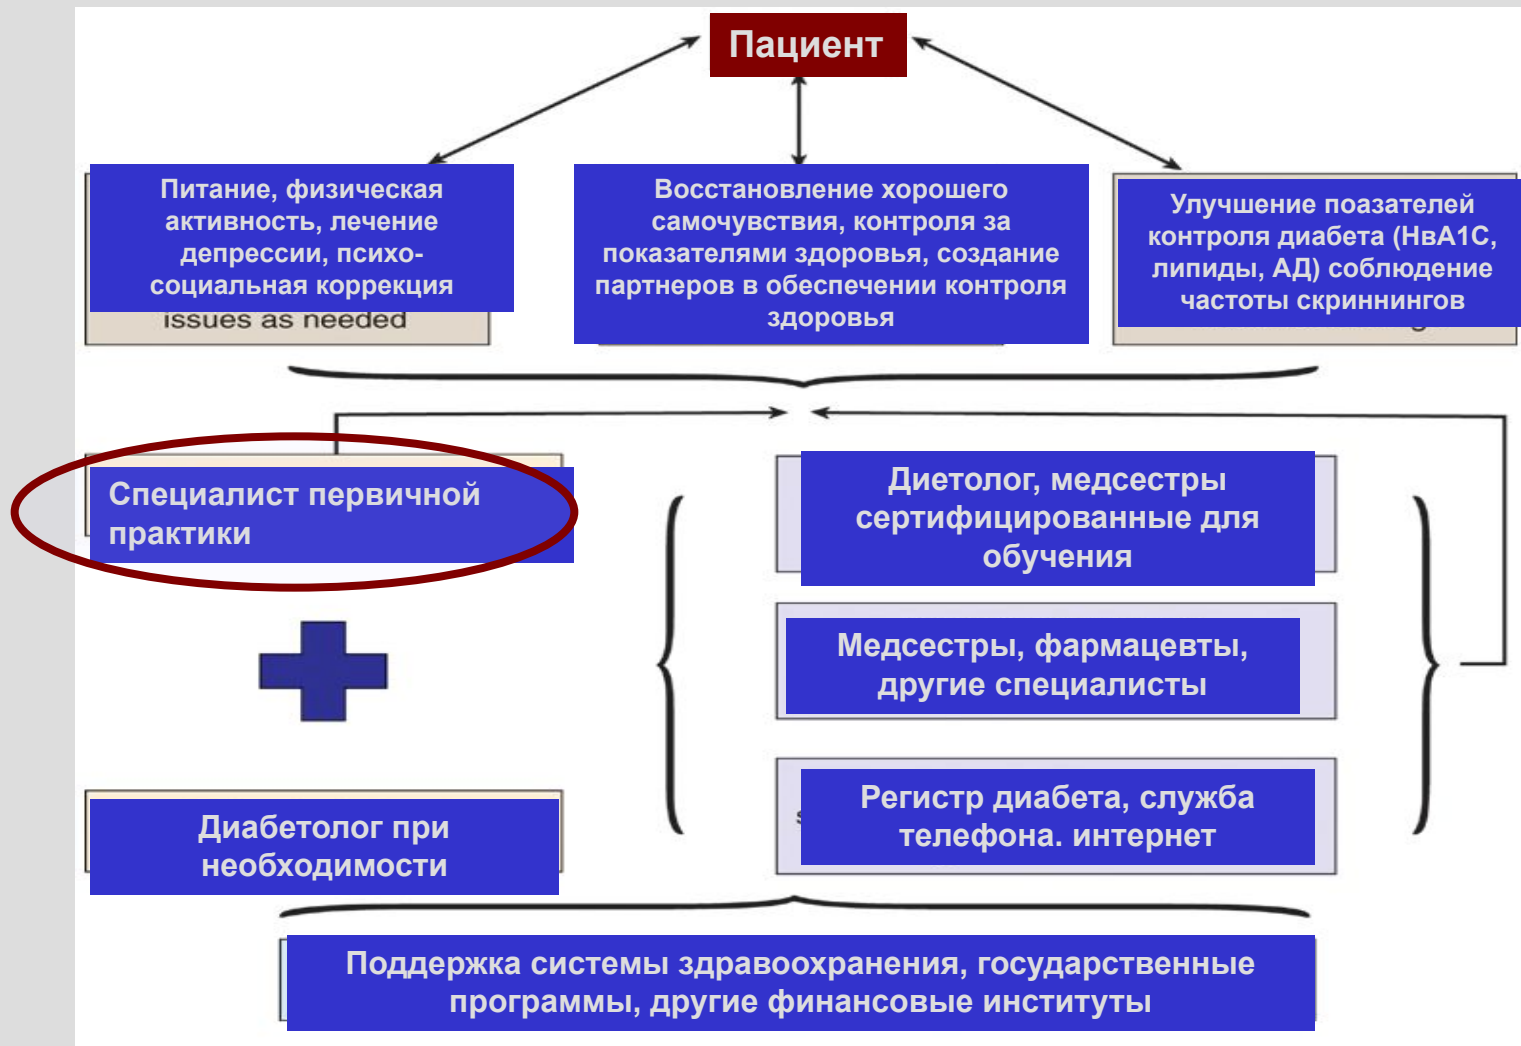 Пациент
Питание, физическая
активность, лечение
депрессии, психо-
социальная коррекция
issues as needed
Восстановление хорошего
самочувствия, контроля за
показателями здоровья, создание
партнеров в обеспечении контроля
здоровья
Улучшение поазателей
контроля диабета (НвА1С,
липиды, АД) соблюдение
частоты скриннингов
Специалист первичной
практики
Диабетолог при
необходимости
Диетолог, медсестры
сертифицированные для
обучения
Медсестры, фармацевты,
другие специалисты
Регистр диабета, служба
телефона. интернет
Поддержка системы здравоохранения, государственные
программы, другие финансовые институты